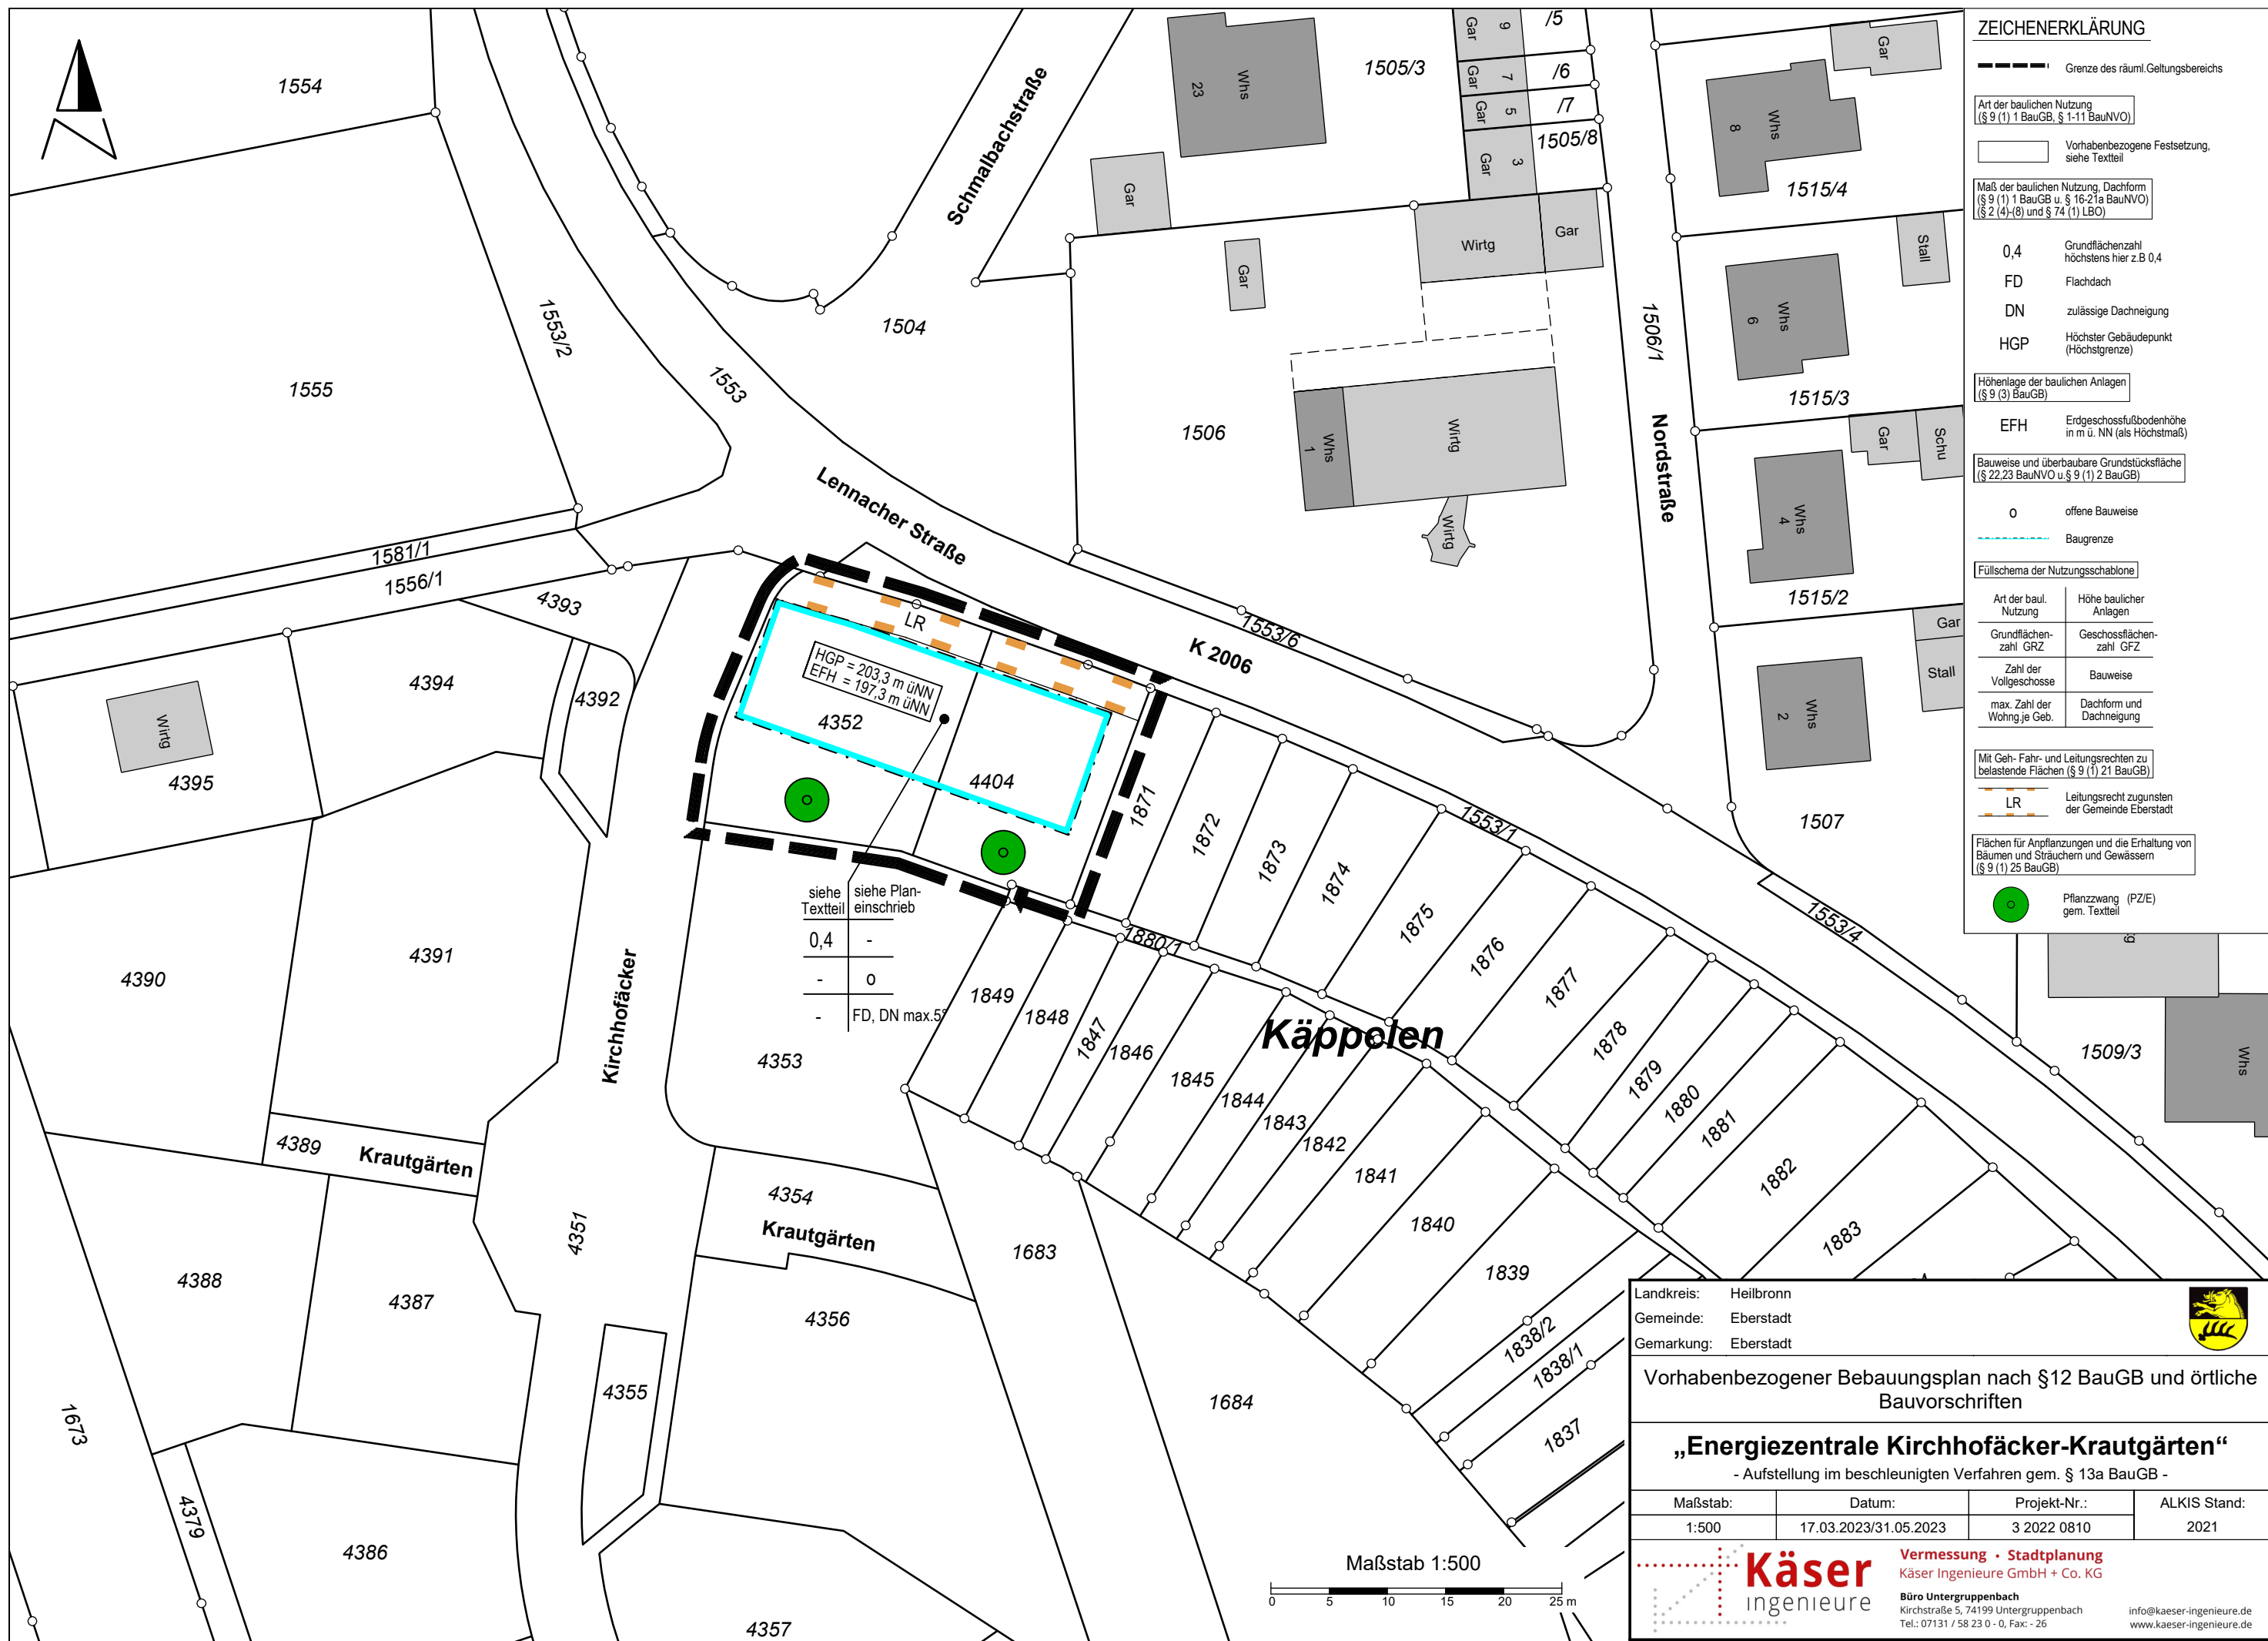 1554
1555
1553/2
1553
1581/1
1556/1
4393
4394
4392
4395
Wirtg
4391
4390
4389
Krautgärten
4388
4387
1673
4379
4386
4351
4355
Kirchhofäcker
4353
4354
Krautgärten
4356
4357
1683
1684
Schmalbachstraße
1504
Lennacher Straße
K 2006
1553/6
1553/1
1553/4
23
Whs
Gar
1505/3
Gar 9
/5
Gar 7
/6
Gar 5
/7
Gar 3
1505/8
Wirtg
Gar
Gar
1506
Whs
1
Wirtg
Wirtg
1506/1
Nordstraße
Gar
8
Whs
1515/4
Stall
6
Whs
1515/3
Gar
Schu
4
Whs
1515/2
Gar
Stall
2
Whs
1507
1509/3
Whs
LR
HGP = 203,3 m üNN
EFH = 197,3 m üNN
4352
4404
siehe
Textteil
siehe Plan-
einschrieb
0,4
-
-
o
-
FD, DN max.5°
1871
1872
1873
1874
1875
1876
1877
1878
1879
1880
1881
1882
1883
1880/1
1849
1848
1847
1846
1845
1844
1843
1842
1841
1840
1839
1838/2
1838/1
1837
Käppelen
Maßstab 1:500
0 5 10 15 20 25 m
ZEICHENERKLÄRUNG
Grenze des räuml.Geltungsbereichs
Art der baulichen Nutzung
(§ 9 (1) 1 BauGB, § 1-11 BauNVO)
Vorhabenbezogene Festsetzung,
siehe Textteil
Maß der baulichen Nutzung, Dachform
(§ 9 (1) 1 BauGB u. § 16-21a BauNVO)
(§ 2 (4)-(8) und § 74 (1) LBO)
0,4
Grundflächenzahl
höchstens hier z.B 0,4
FD
Flachdach
DN
zulässige Dachneigung
HGP
Höchster Gebäudepunkt
(Höchstgrenze)
Höhenlage der baulichen Anlagen
(§ 9 (3) BauGB)
EFH
Erdgeschossfußbodenhöhe
in m ü. NN (als Höchstmaß)
Bauweise und überbaubare Grundstücksfläche
(§ 22,23 BauNVO u.§ 9 (1) 2 BauGB)
o
offene Bauweise
Baugrenze
Füllschema der Nutzungsschablone
Art der baul.
Nutzung
Höhe baulicher
Anlagen
Grundflächen-
zahl GRZ
Geschossflächen-
zahl GFZ
Zahl der
Vollgeschosse
Bauweise
max. Zahl der
Wohng.je Geb.
Dachform und
Dachneigung
Mit Geh- Fahr- und Leitungsrechten zu
belastende Flächen (§ 9 (1) 21 BauGB)
LR
Leitungsrecht zugunsten
der Gemeinde Eberstadt
Flächen für Anpflanzungen und die Erhaltung von
Bäumen und Sträuchern und Gewässern
(§ 9 (1) 25 BauGB)
Pflanzzwang (PZ/E)
gem. Textteil
Landkreis: Heilbronn
Gemeinde: Eberstadt
Gemarkung: Eberstadt
Vorhabenbezogener Bebauungsplan nach §12 BauGB und örtliche
Bauvorschriften
„Energiezentrale Kirchhofäcker-Krautgärten“
- Aufstellung im beschleunigten Verfahren gem. § 13a BauGB -
Maßstab: Datum: Projekt-Nr.: ALKIS Stand:
1:500 17.03.2023/31.05.2023 3 2022 0810 2021
Käser
Ingenieure
Vermessung • Stadtplanung
Käser Ingenieure GmbH + Co. KG
Büro Untergruppenbach
Kirchstraße 5, 74199 Untergruppenbach
Tel.: 07131 / 58 23 0 - 0, Fax: - 26
info@kaeser-ingenieure.de
www.kaeser-ingenieure.de